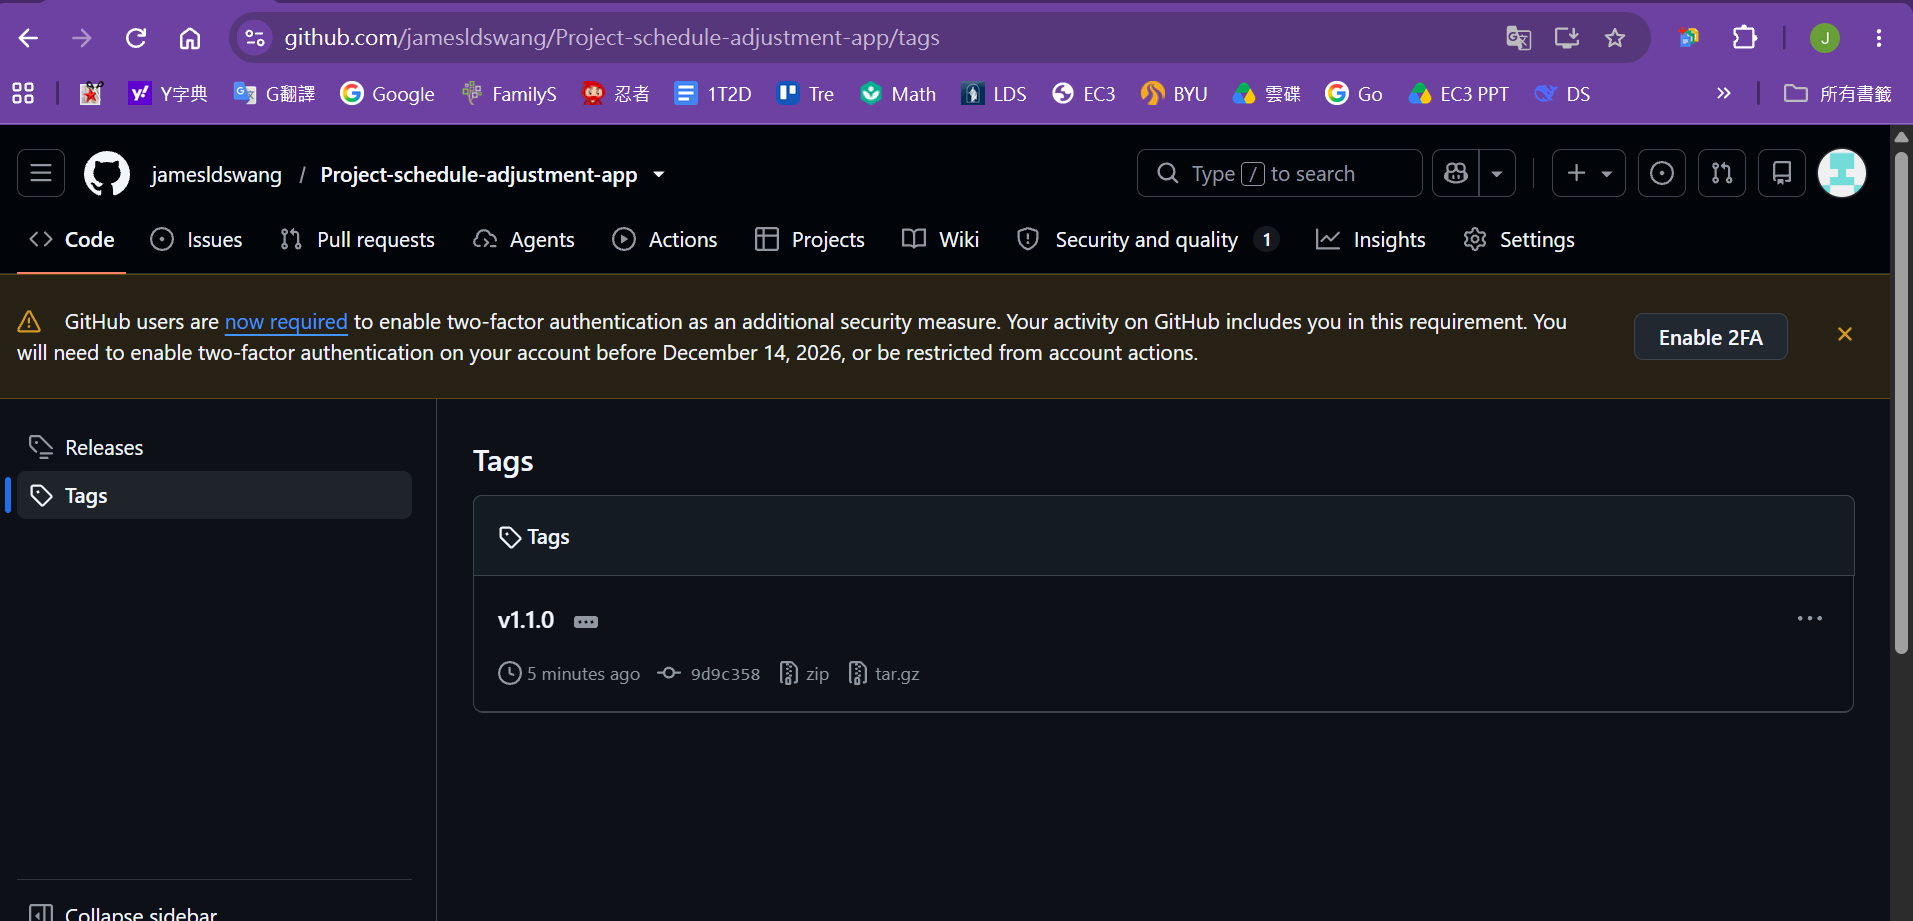 github.com/jamesldswang/Project-schedule-adjustment-app/tags
J
Y字典 G翻譯 Google FamilyS 忍者 1T2D Tre Math LDS EC3 BYU 雲碟 Go EC3 PPT DS » 所有書籤
jamesldswang / Project-schedule-adjustment-app
Type / to search
Code Issues Pull requests Agents Actions Projects Wiki Security and quality 1 Insights Settings
GitHub users are now required to enable two-factor authentication as an additional security measure. Your activity on GitHub includes you in this requirement. You
will need to enable two-factor authentication on your account before December 14, 2026, or be restricted from account actions.
Enable 2FA
Releases
Tags
Tags
Tags
v1.1.0
5 minutes ago 9d9c358 zip tar.gz
Collapse sidebar